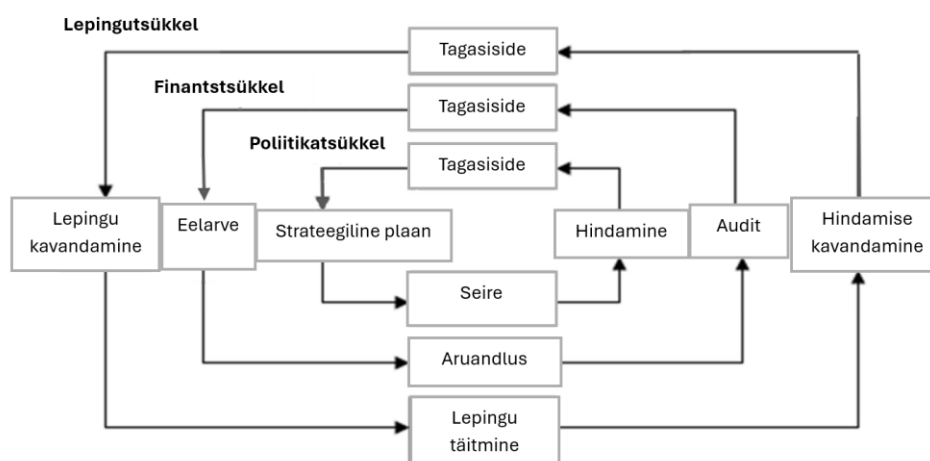 Lepingutsükkel
Tagasiside
Finantstsükkel
Tagasiside
Poliitikatsükkel
Tagasiside
Lepingu
kavandamine
Eelarve
Strateegiline plaan
Hindamine
Audit
Hindamise
kavandamine
Seire
Aruandlus
Lepingu
täitmine